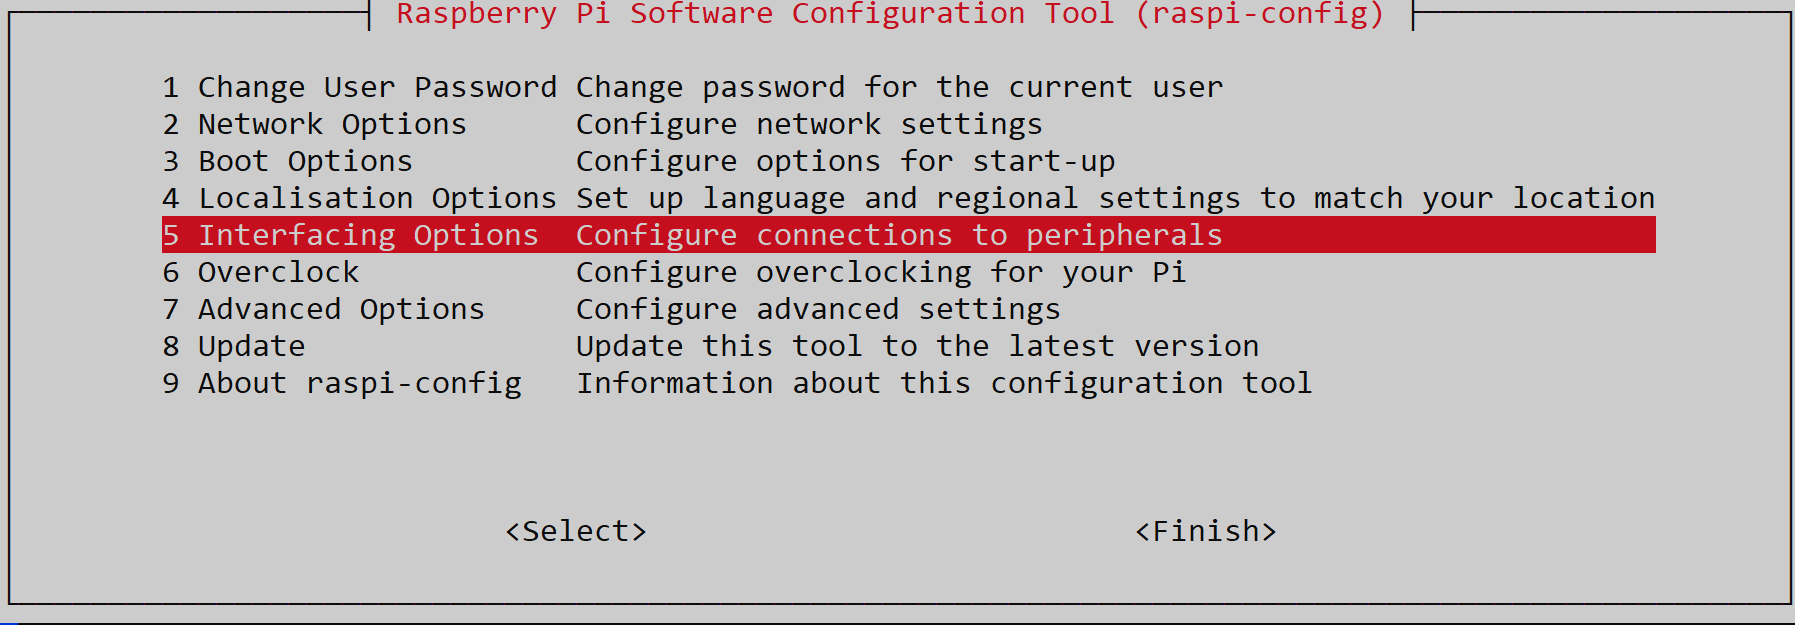 Raspberry Pi Software Configuration Tool (raspi-config)
1 Change User Password Change password for the current user
2 Network Options Configure network settings
3 Boot Options Configure options for start-up
4 Localisation Options Set up language and regional settings to match your location
5 Interfacing Options Configure connections to peripherals
6 Overclock Configure overclocking for your Pi
7 Advanced Options Configure advanced settings
8 Update Update this tool to the latest version
9 About raspi-config Information about this configuration tool
<Select> <Finish>